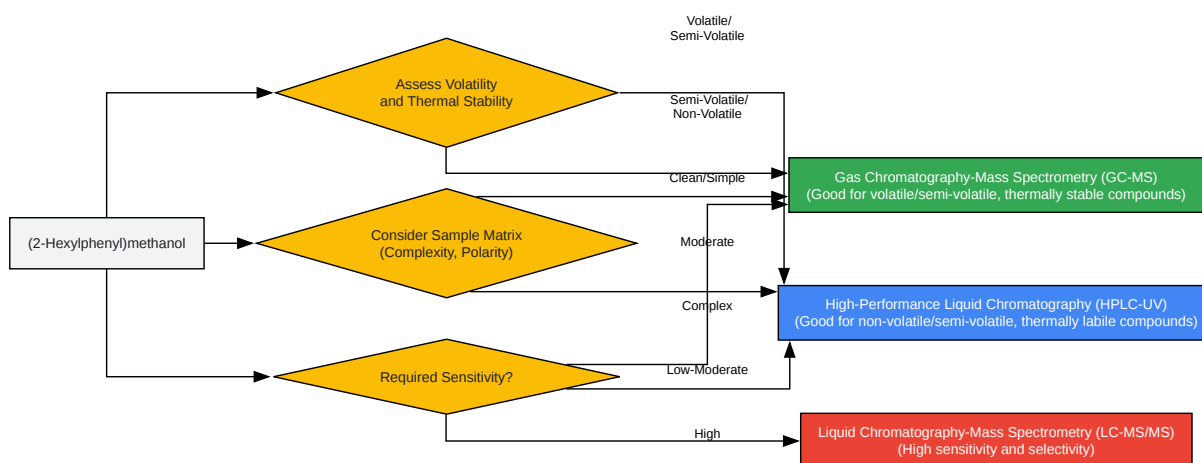 Volatile/
Semi-Volatile
Assess Volatility
and Thermal Stability
Semi-Volatile/
Non-Volatile
Gas Chromatography-Mass Spectrometry (GC-MS)
(Good for volatile/semi-volatile, thermally stable compounds)
Clean/Simple
(2-Hexylphenyl)methanol
Consider Sample Matrix
(Complexity, Polarity)
Moderate
Complex
High-Performance Liquid Chromatography (HPLC-UV)
(Good for non-volatile/semi-volatile, thermally labile compounds)
Required Sensitivity?
Low-Moderate
High
Liquid Chromatography-Mass Spectrometry (LC-MS/MS)
(High sensitivity and selectivity)